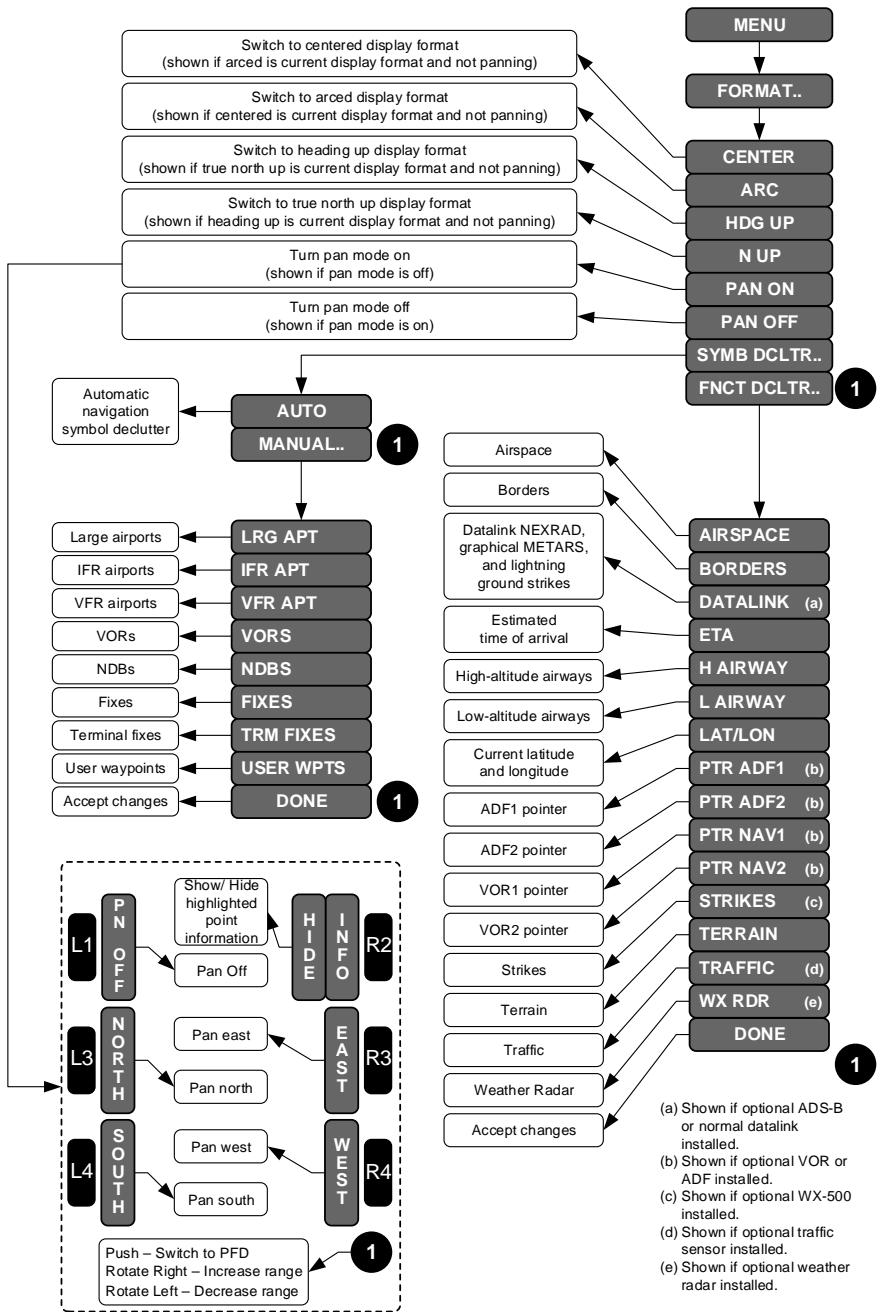 MENU
FORMAT..
Switch to centered display format
(shown if arced is current display format and not panning)
Switch to arced display format
(shown if centered is current display format and not panning)
Switch to heading up display format
(shown if true north up is current display format and not panning)
Switch to true north up display format
(shown if heading up is current display format and not panning)
Turn pan mode on
(shown if pan mode is off)
Turn pan mode off
(shown if pan mode is on)
CENTER
ARC
HDG UP
N UP
PAN ON
PAN OFF
SYMB DCLTR..
FNCT DCLTR..
1
Automatic
navigation
symbol declutter
AUTO
MANUAL..
1
Large airports
LRG APT
IFR airports
IFR APT
VFR airports
VFR APT
VORs
VORS
NDBs
NDBS
Fixes
FIXES
Terminal fixes
TRM FIXES
User waypoints
USER WPTS
Accept changes
DONE
1
Airspace
Borders
Datalink NEXRAD,
graphical METARS,
and lightning
ground strikes
Estimated
time of arrival
High-altitude airways
Low-altitude airways
Current latitude
and longitude
ADF1 pointer
ADF2 pointer
VOR1 pointer
VOR2 pointer
Strikes
Terrain
Traffic
Weather Radar
Accept changes
AIRSPACE
BORDERS
DATALINK (a)
ETA
H AIRWAY
L AIRWAY
LAT/LON
PTR ADF1 (b)
PTR ADF2 (b)
PTR NAV1 (b)
PTR NAV2 (b)
STRIKES (c)
TERRAIN
TRAFFIC (d)
WX RDR (e)
DONE
1
(a) Shown if optional ADS-B
or normal datalink
installed.
(b) Shown if optional VOR or
ADF installed.
(c) Shown if optional WX-500
installed.
(d) Shown if optional traffic
sensor installed.
(e) Shown if optional weather
radar installed.
L1
PN OFF
Show/ Hide
highlighted
point
information
Pan Off
HIDE
INFO
R2
L3
NORTH
Pan east
Pan north
EAST
R3
L4
SOUTH
Pan west
Pan south
WEST
R4
Push – Switch to PFD
Rotate Right – Increase range
Rotate Left – Decrease range
1